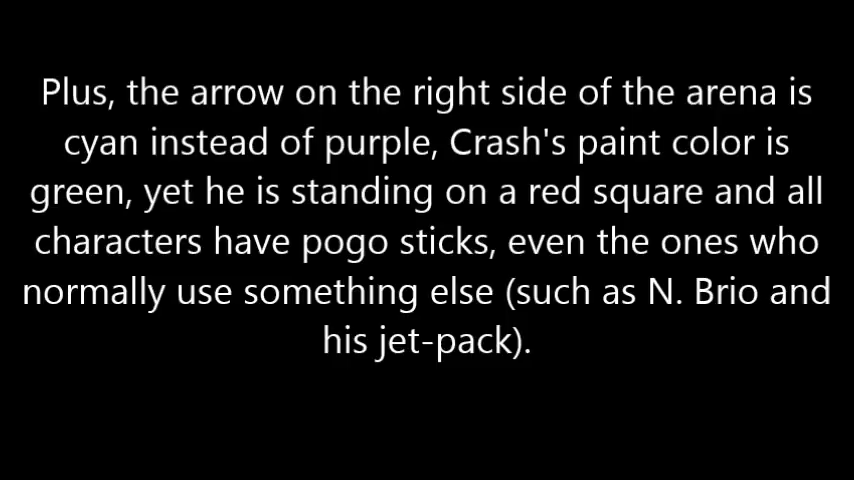 Plus, the arrow on the right side of the arena is
cyan instead of purple, Crash's paint color is
green, yet he is standing on a red square and all
characters have pogo sticks, even the ones who
normally use something else (such as N. Brio and
his jet-pack).